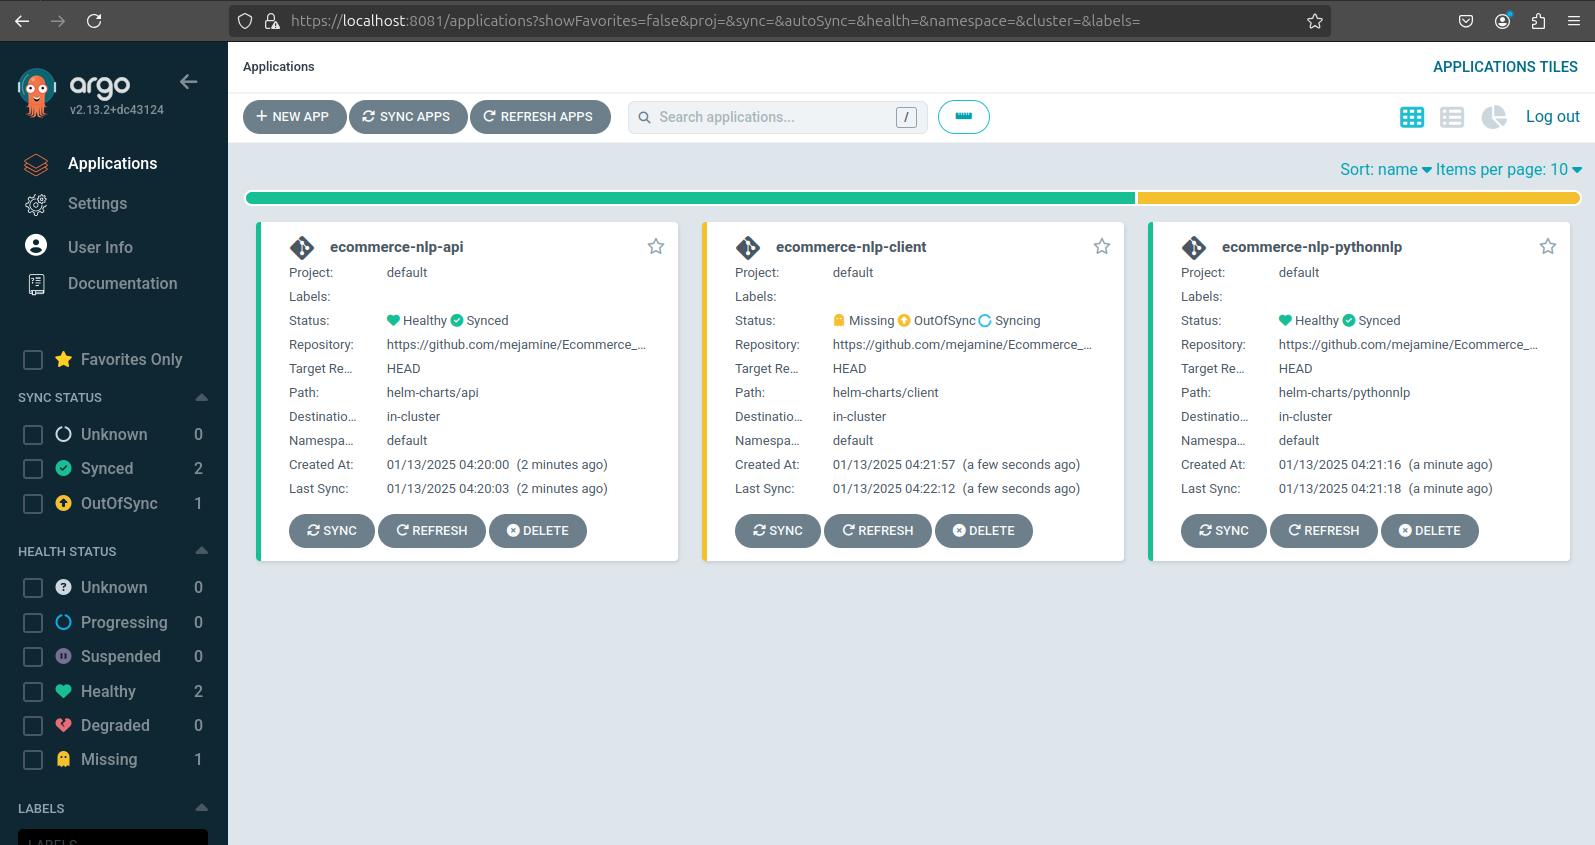 https://localhost:8081/applications?showFavorites=false&proj=&sync=&autoSync=&health=&namespace=&cluster=&labels=
argo
v2.13.2+dc43124
Applications
Settings
User Info
Documentation
Favorites Only
SYNC STATUS
Unknown 0
Synced 2
OutOfSync 1
HEALTH STATUS
Unknown 0
Progressing 0
Suspended 0
Healthy 2
Degraded 0
Missing 1
LABELS
LABELS
Applications
APPLICATIONS TILES
+ NEW APP SYNC APPS REFRESH APPS Search applications... / Log out
Sort: name Items per page: 10
ecommerce-nlp-api
Project: default
Labels:
Status: Healthy Synced
Repository: https://github.com/mejamine/Ecommerce_...
Target Re... HEAD
Path: helm-charts/api
Destinatio... in-cluster
Namespa... default
Created At: 01/13/2025 04:20:00 (2 minutes ago)
Last Sync: 01/13/2025 04:20:03 (2 minutes ago)
SYNC REFRESH DELETE
ecommerce-nlp-client
Project: default
Labels:
Status: Missing OutOfSync Syncing
Repository: https://github.com/mejamine/Ecommerce_...
Target Re... HEAD
Path: helm-charts/client
Destinatio... in-cluster
Namespa... default
Created At: 01/13/2025 04:21:57 (a few seconds ago)
Last Sync: 01/13/2025 04:22:12 (a few seconds ago)
SYNC REFRESH DELETE
ecommerce-nlp-pythonnlp
Project: default
Labels:
Status: Healthy Synced
Repository: https://github.com/mejamine/Ecommerce_...
Target Re... HEAD
Path: helm-charts/pythonnlp
Destinatio... in-cluster
Namespa... default
Created At: 01/13/2025 04:21:16 (a minute ago)
Last Sync: 01/13/2025 04:21:18 (a minute ago)
SYNC REFRESH DELETE